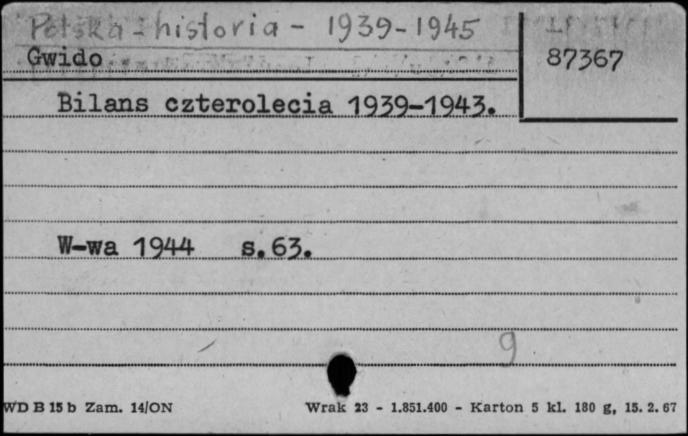 Polska - historia - 1939-1945
Gwido
87367
Bilans czterolecia 1939-1943.
W-wa 1944 s.63.
9
WD B 15 b Zam. 14/ON
Wrak 23 - 1.851.400 - Karton 5 kl. 180 g, 15. 2. 67